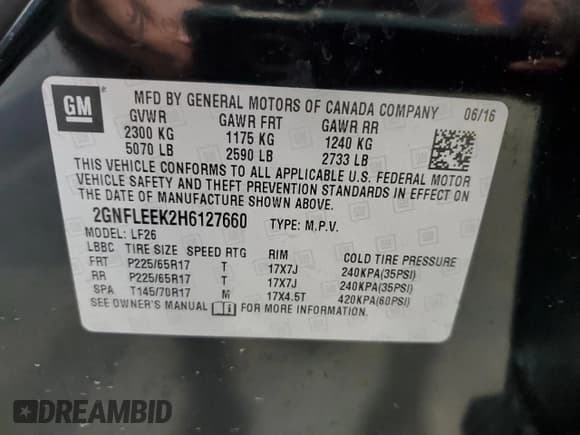 GM
MFD BY GENERAL MOTORS OF CANADA COMPANY 06/16
GVWR GAWR FRT GAWR RR
2300 KG 1175 KG 1240 KG
5070 LB 2590 LB 2733 LB
THIS VEHICLE CONFORMS TO ALL APPLICABLE U.S. FEDERAL MOTOR
VEHICLE SAFETY AND THEFT PREVENTION STANDARDS IN EFFECT ON
THE DATE OF MANUFACTURE SHOWN ABOVE.
2GNFLEEK2H6127660 TYPE: M.P.V.
MODEL: LF26
LBBC TIRE SIZE SPEED RTG RIM COLD TIRE PRESSURE
FRT P225/65R17 T 17X7J 240KPA(35PSI)
RR P225/65R17 T 17X7J 240KPA(35PSI)
SPA T145/70R17 M 17X4.5T 420KPA(60PSI)
SEE OWNER'S MANUAL FOR MORE INFORMATION
DREAMBID